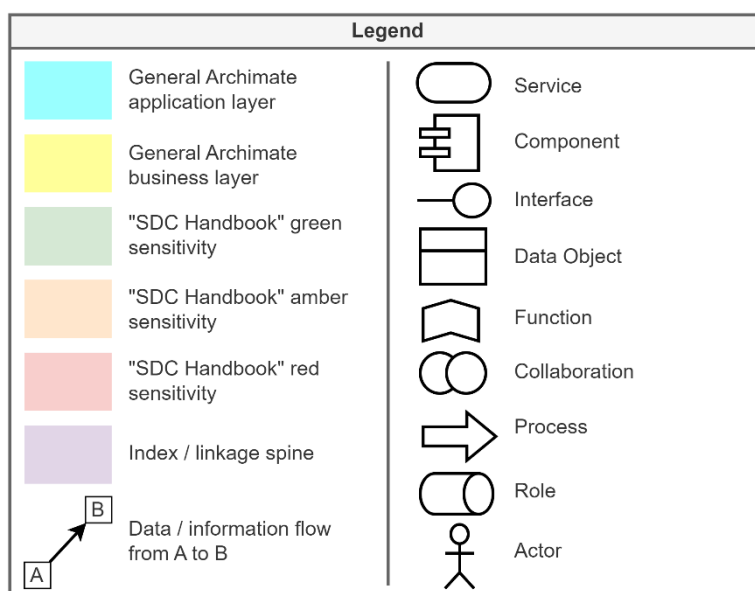 Legend
General Archimate
application layer
General Archimate
business layer
"SDC Handbook" green
sensitivity
"SDC Handbook" amber
sensitivity
"SDC Handbook" red
sensitivity
Index / linkage spine
B
A
Data / information flow
from A to B
Service
Component
Interface
Data Object
Function
Collaboration
Process
Role
Actor